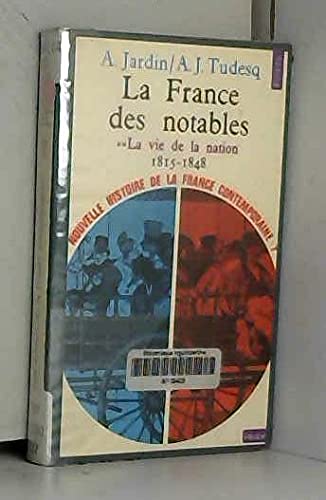 A. Jardin/A. J. Tudesq
La France
des notables
**La vie de la nation
1815-1848
NOUVELLE HISTOIRE DE LA FRANCE CONTEMPORAINE/7